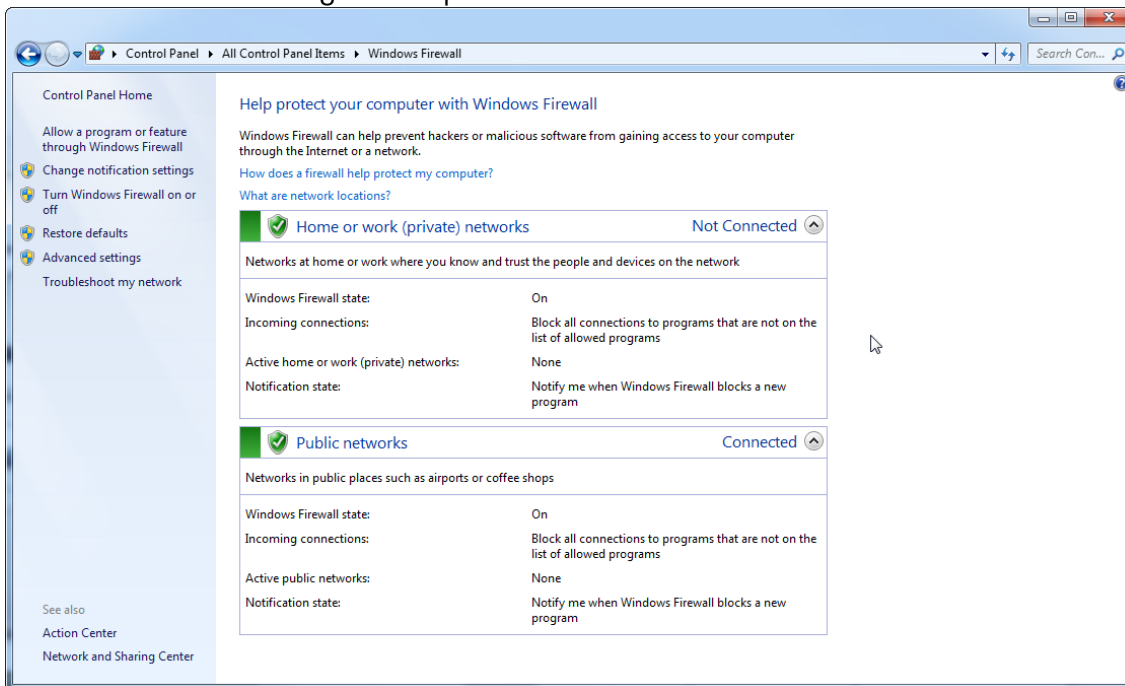 Control Panel ▸ All Control Panel Items ▸ Windows Firewall
Search Con...
Control Panel Home
Allow a program or feature
through Windows Firewall
Change notification settings
Turn Windows Firewall on or
off
Restore defaults
Advanced settings
Troubleshoot my network
See also
Action Center
Network and Sharing Center
Help protect your computer with Windows Firewall
Windows Firewall can help prevent hackers or malicious software from gaining access to your computer
through the Internet or a network.
How does a firewall help protect my computer?
What are network locations?
Home or work (private) networks Not Connected
Networks at home or work where you know and trust the people and devices on the network
Windows Firewall state: On
Incoming connections: Block all connections to programs that are not on the
list of allowed programs
Active home or work (private) networks: None
Notification state: Notify me when Windows Firewall blocks a new
program
Public networks Connected
Networks in public places such as airports or coffee shops
Windows Firewall state: On
Incoming connections: Block all connections to programs that are not on the
list of allowed programs
Active public networks: None
Notification state: Notify me when Windows Firewall blocks a new
program